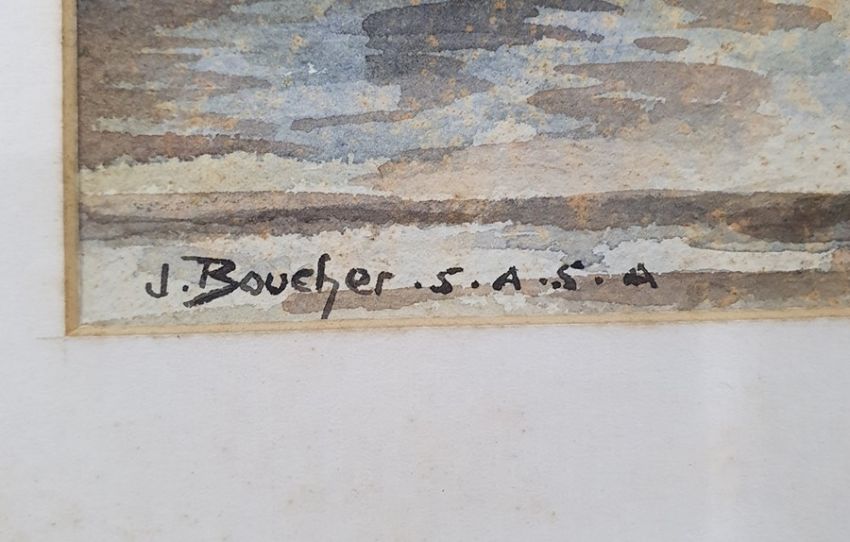 J. Boucher . S . A . S . A